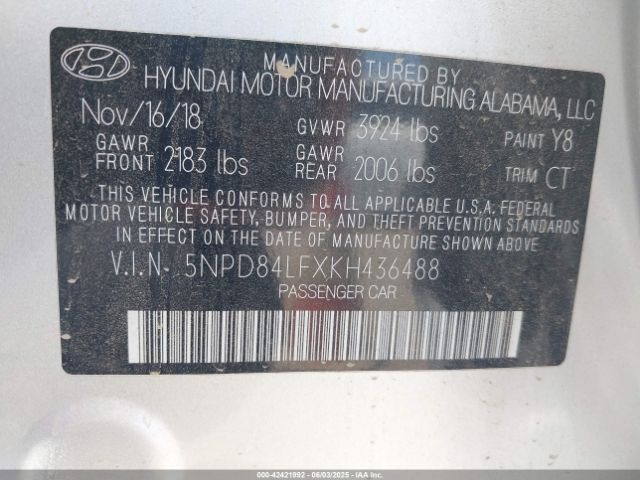 MANUFACTURED BY
HYUNDAI MOTOR MANUFACTURING ALABAMA, LLC
Nov/16/18 GVWR 3924 lbs PAINT Y8
GAWR FRONT 2183 lbs GAWR REAR 2006 lbs TRIM CT
THIS VEHICLE CONFORMS TO ALL APPLICABLE U.S.A. FEDERAL
MOTOR VEHICLE SAFETY, BUMPER, AND THEFT PREVENTION STANDARDS
IN EFFECT ON THE DATE OF MANUFACTURE SHOWN ABOVE
V.I.N. 5NPD84LFXKH436488
PASSENGER CAR
000-42421992 06/03/2025 - COPYRIGHT IAA, LLC.